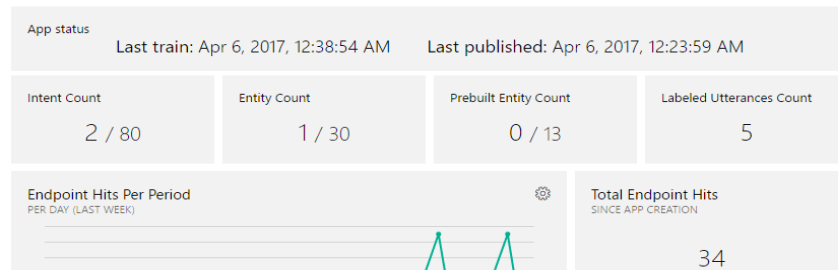 App status
Last train: Apr 6, 2017, 12:38:54 AM Last published: Apr 6, 2017, 12:23:59 AM
Intent Count
2 / 80
Entity Count
1 / 30
Prebuilt Entity Count
0 / 13
Labeled Utterances Count
5
Endpoint Hits Per Period
PER DAY (LAST WEEK)
Total Endpoint Hits
SINCE APP CREATION
34